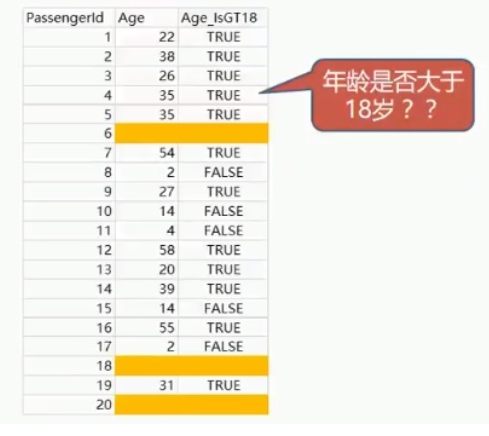 PassengerId Age Age_IsGT18
1 22 TRUE
2 38 TRUE
3 26 TRUE
4 35 TRUE
5 35 TRUE
6
7 54 TRUE
8 2 FALSE
9 27 TRUE
10 14 FALSE
11 4 FALSE
12 58 TRUE
13 20 TRUE
14 39 TRUE
15 14 FALSE
16 55 TRUE
17 2 FALSE
18
19 31 TRUE
20
年龄是否大于
18岁？？